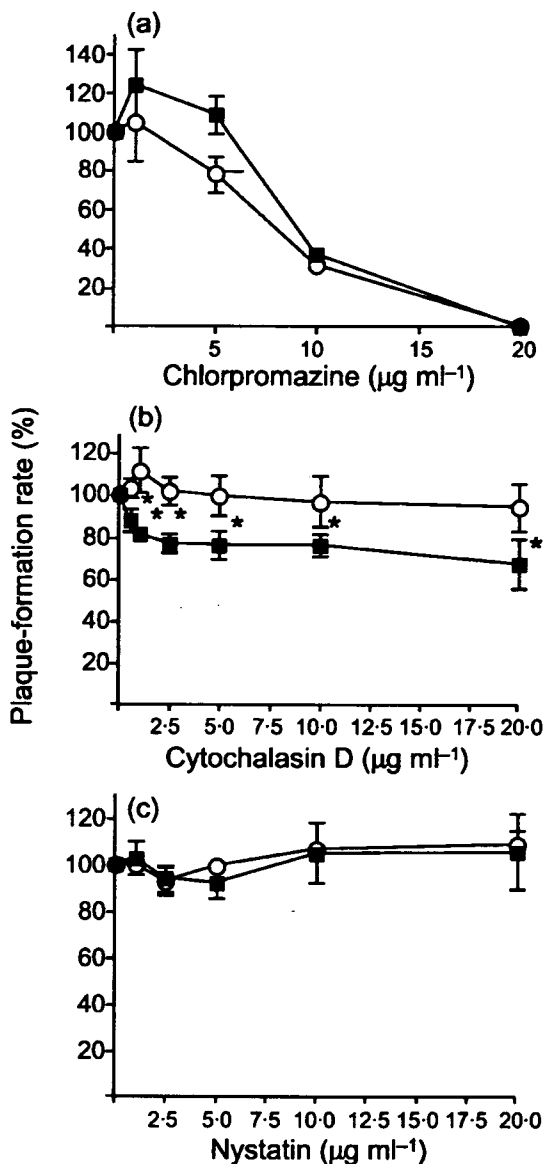 (a)
140
120
100
80
60
40
20
5 10 15 20
Chlorpromazine (µg ml–1)
Plaque-formation rate (%)
(b)
120
100
80
60
40
20
* * * * * *
2·5 5·0 7·5 10·0 12·5 15·0 17·5 20·0
Cytochalasin D (µg ml–1)
(c)
120
100
80
60
40
20
2·5 5·0 7·5 10·0 12·5 15·0 17·5 20·0
Nystatin (µg ml–1)